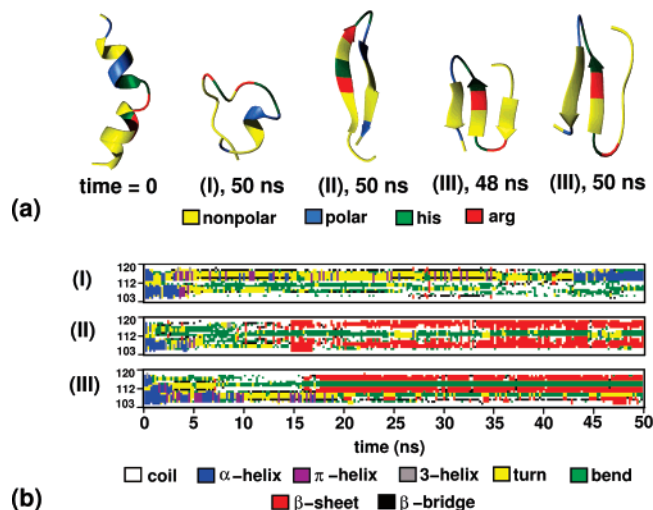 (a)
time = 0 (I), 50 ns (II), 50 ns (III), 48 ns (III), 50 ns
nonpolar polar his arg
(I) 120 112 103
(II) 120 112 103
(III) 120 112 103
0 5 10 15 20 25 30 35 40 45 50
time (ns)
coil α-helix π-helix 3-helix turn bend
β-sheet β-bridge
(b)